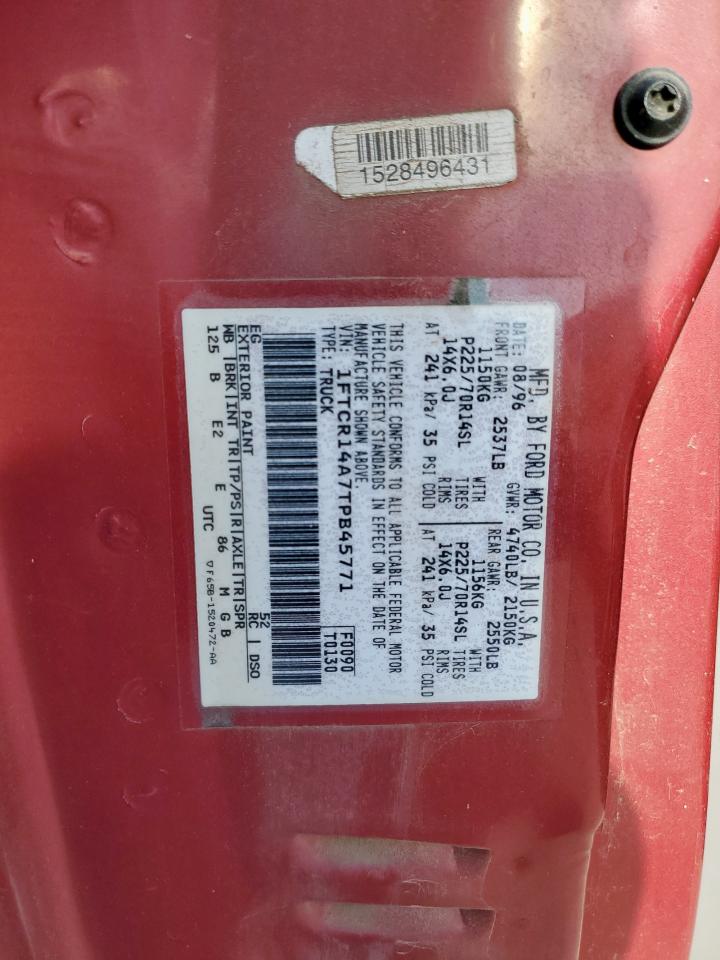 1528496431
MFD. BY FORD MOTOR CO. IN U.S.A.
DATE: 08/96 GVWR: 4740LB/ 2150KG
FRONT GAWR: 2537LB REAR GAWR: 2550LB
1150KG WITH 1156KG WITH
P225/70R14SL TIRES P225/70R14SL TIRES
14X6.0J RIMS 14X6.0J RIMS
AT 241 kPa/ 35 PSI COLD AT 241 kPa/ 35 PSI COLD
THIS VEHICLE CONFORMS TO ALL APPLICABLE FEDERAL MOTOR
VEHICLE SAFETY STANDARDS IN EFFECT ON THE DATE OF
MANUFACTURE SHOWN ABOVE.
VIN: 1FTCR14A7TPB45771 F0090
TYPE: TRUCK T0130
EG 52
EXTERIOR PAINT RC DSO
WB BRK INT TR TP/PS R AXLE TR SPR
125 B E2 E 86 M G B
UTC ▽F65B-1520472-AA